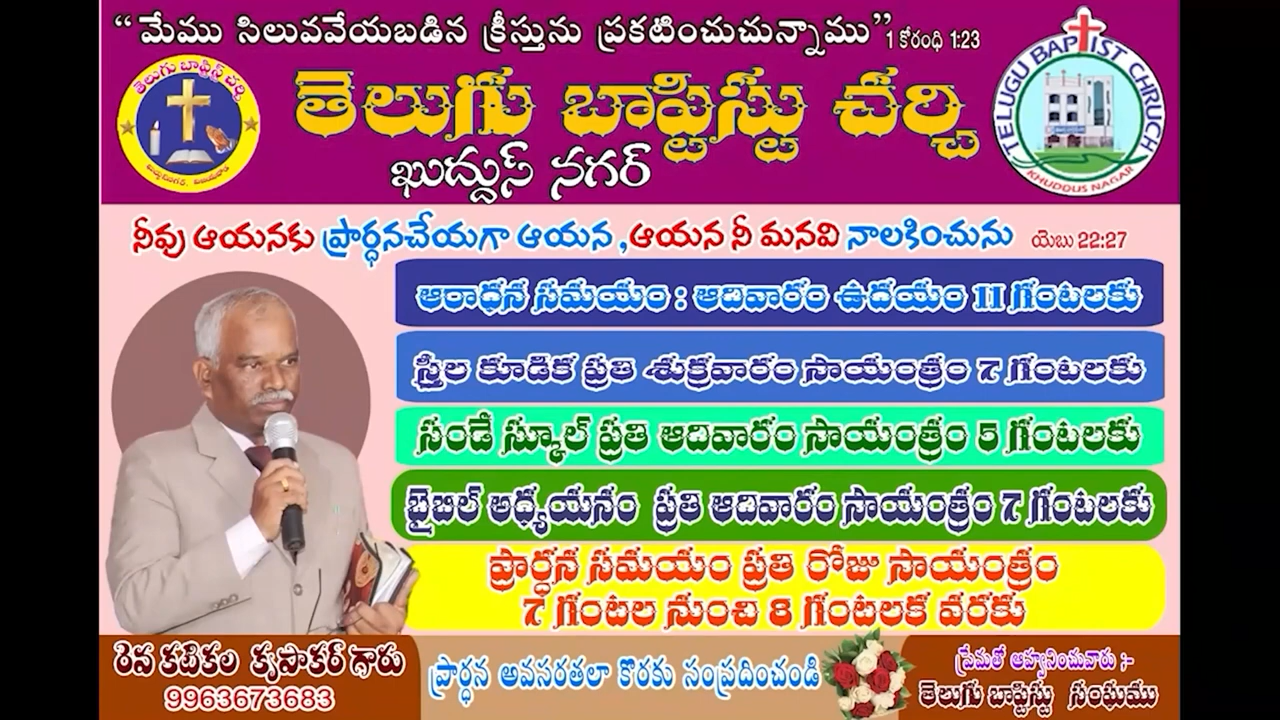 “మేము సిలువవేయబడిన క్రీస్తును ప్రకటించుచున్నాము” 1 కోరంధి 1:23
తెలుగు బాప్టిస్టు చర్చి
ఖుద్దుస్ నగర్
తెలుగు బాప్టిస్ట్ చర్చి
TELUGU BAPTIST CHRUCH
KHUDDUS NAGAR
నీవు ఆయనకు ప్రార్ధనచేయగా ఆయన ,ఆయన నీ మనవి నాలకించును యెబు 22:27
ఆరాధన సమయం : ఆదివారం ఉదయం 11 గంటలకు
స్త్రీల కూడిక ప్రతి శుక్రవారం సాయంత్రం 7 గంటలకు
సండే స్కూల్ ప్రతి ఆదివారం సాయంత్రం 5 గంటలకు
బైబిల్ అధ్యయనం ప్రతి ఆదివారం సాయంత్రం 7 గంటలకు
ప్రార్ధన సమయం ప్రతి రోజు సాయంత్రం
7 గంటల నుంచి 8 గంటలక వరకు
రెవ కటికల కృపాకర్ గారు
9963673683
ప్రార్ధన అవసరతలా కొరకు సంప్రదించండి
ప్రేమతో ఆహ్వనించువారు :-
తెలుగు బాప్టిస్టు సంఘము